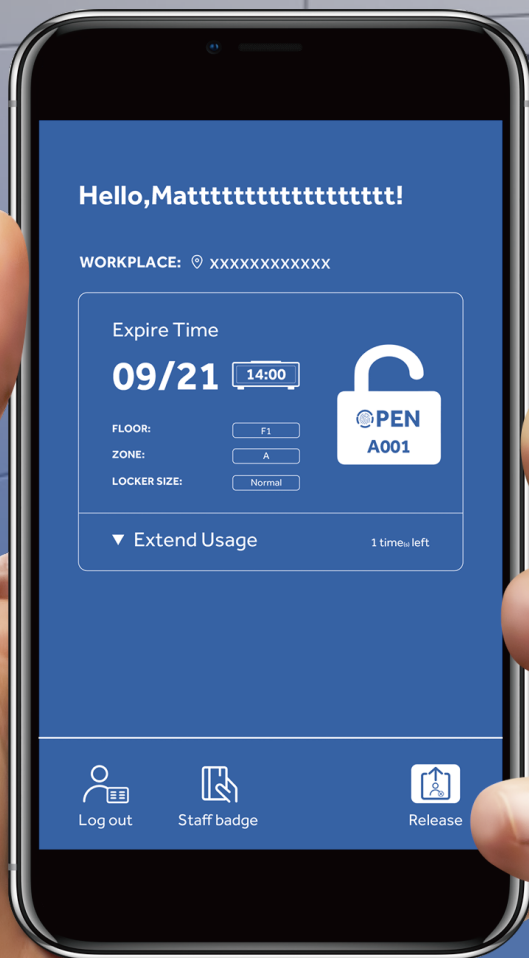 Hello,Mattttttttttttttttttt!
WORKPLACE: xxxxxxxxxxxx
Expire Time
09/21 14:00
OPEN
A001
FLOOR: F1
ZONE: A
LOCKER SIZE: Normal
▼ Extend Usage 1 time(s) left
Log out
Staff badge
Release